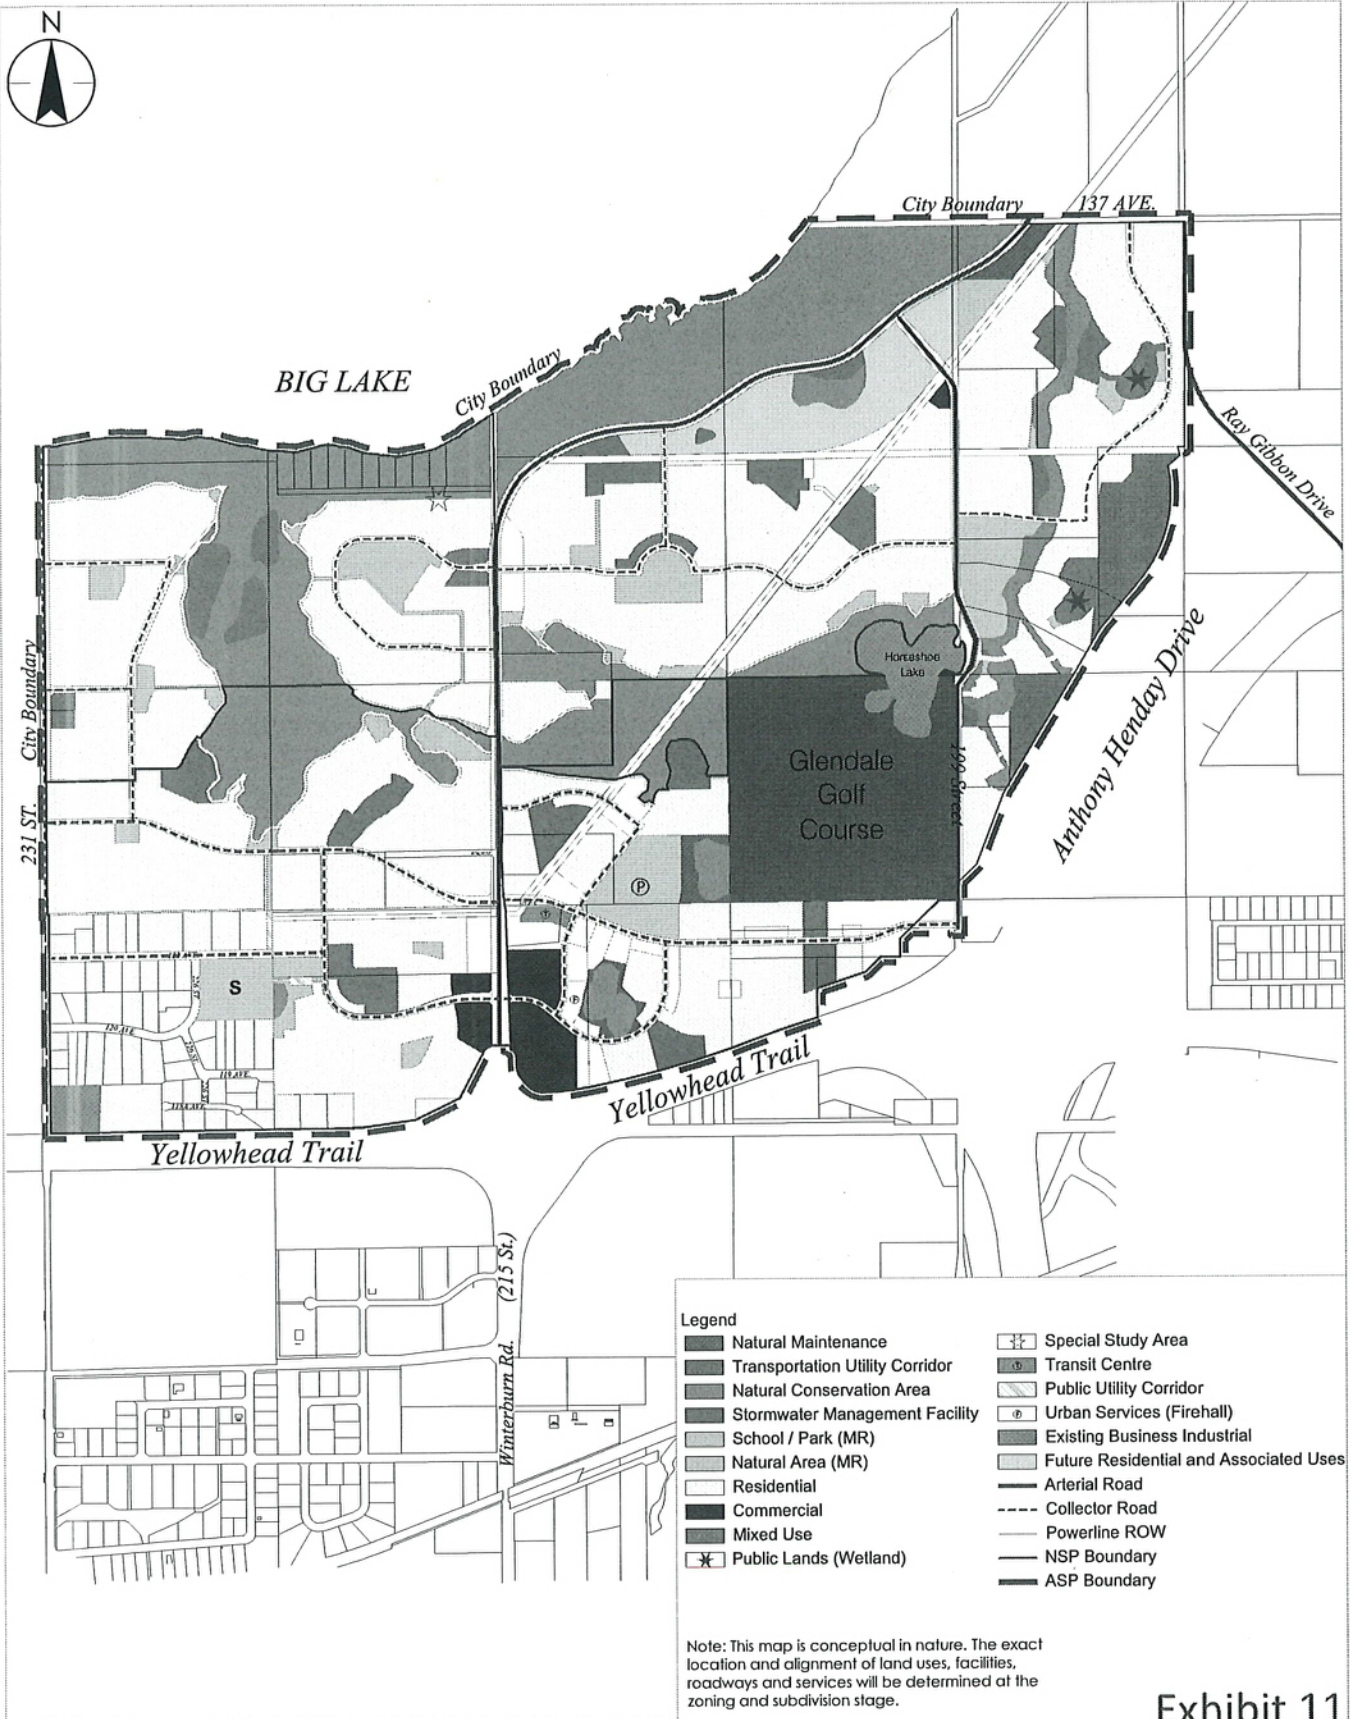 N
City Boundary
137 AVE.
BIG LAKE
City Boundary
Ray Gibbon Drive
City Boundary
Horseshoe
Lake
Glendale
Golf
Course
199 Street
Anthony Henday Drive
231 ST.
P
T
S
P
120 AVE
119 AVE.
118A AVE.
Yellowhead Trail
Yellowhead Trail
(215 St.)
Winterburn Rd.
Legend
Natural Maintenance
Transportation Utility Corridor
Natural Conservation Area
Stormwater Management Facility
School / Park (MR)
Natural Area (MR)
Residential
Commercial
Mixed Use
Public Lands (Wetland)
Special Study Area
Transit Centre
Public Utility Corridor
Urban Services (Firehall)
Existing Business Industrial
Future Residential and Associated Uses
Arterial Road
Collector Road
Powerline ROW
NSP Boundary
ASP Boundary
Note: This map is conceptual in nature. The exact
location and alignment of land uses, facilities,
roadways and services will be determined at the
zoning and subdivision stage.
Exhibit 11